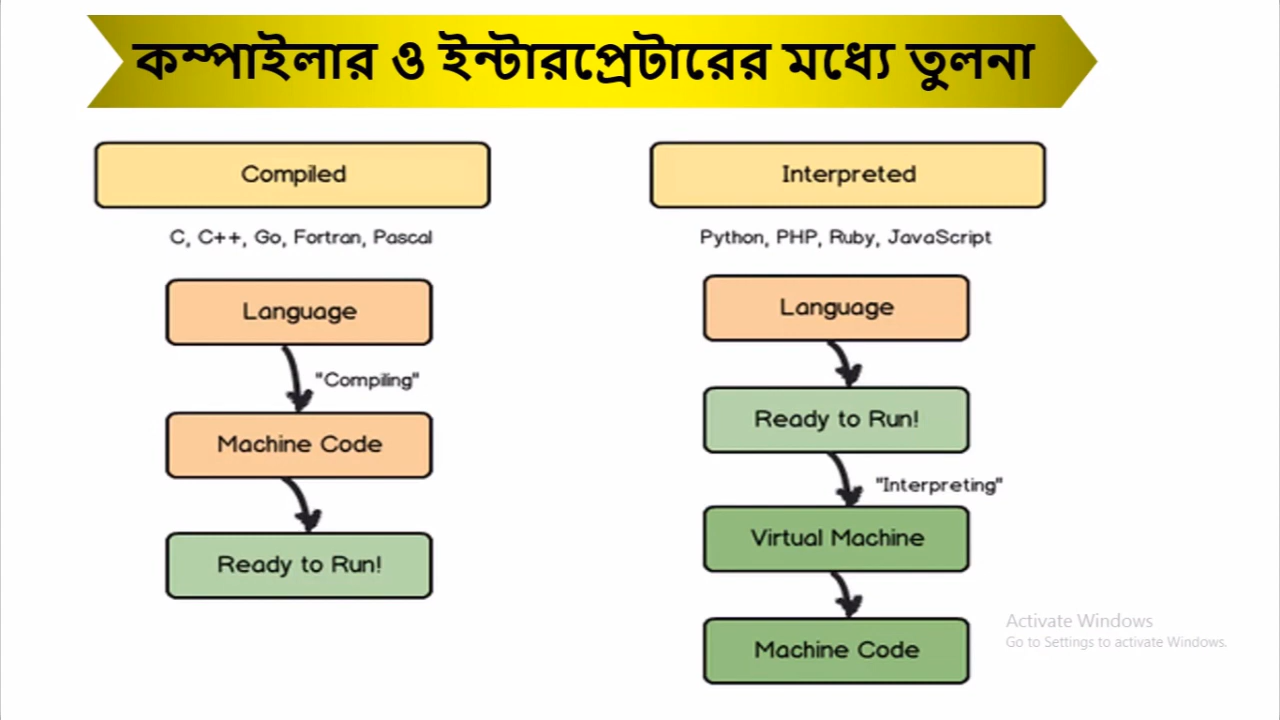 কম্পাইলার ও ইন্টারপ্রেটারের মধ্যে তুলনা
Compiled
C, C++, Go, Fortran, Pascal
Language
"Compiling"
Machine Code
Ready to Run!
Interpreted
Python, PHP, Ruby, JavaScript
Language
Ready to Run!
"Interpreting"
Virtual Machine
Machine Code
Activate Windows
Go to Settings to activate Windows.